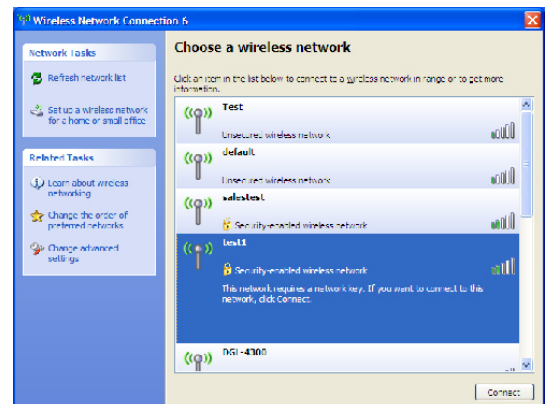 Wireless Network Connection 6
Network Tasks
Refresh network list
Set up a wireless network
for a home or small office
Related Tasks
Learn about wireless
networking
Change the order of
preferred networks
Change advanced
settings
Choose a wireless network
Click an item in the list below to connect to a wireless network in range or to get more
information.
Test
Unsecured wireless network
default
Unsecured wireless network
salestest
Security-enabled wireless network
test1
Security-enabled wireless network
This network requires a network key. If you want to connect to this
network, click Connect.
DGL-4300
Connect